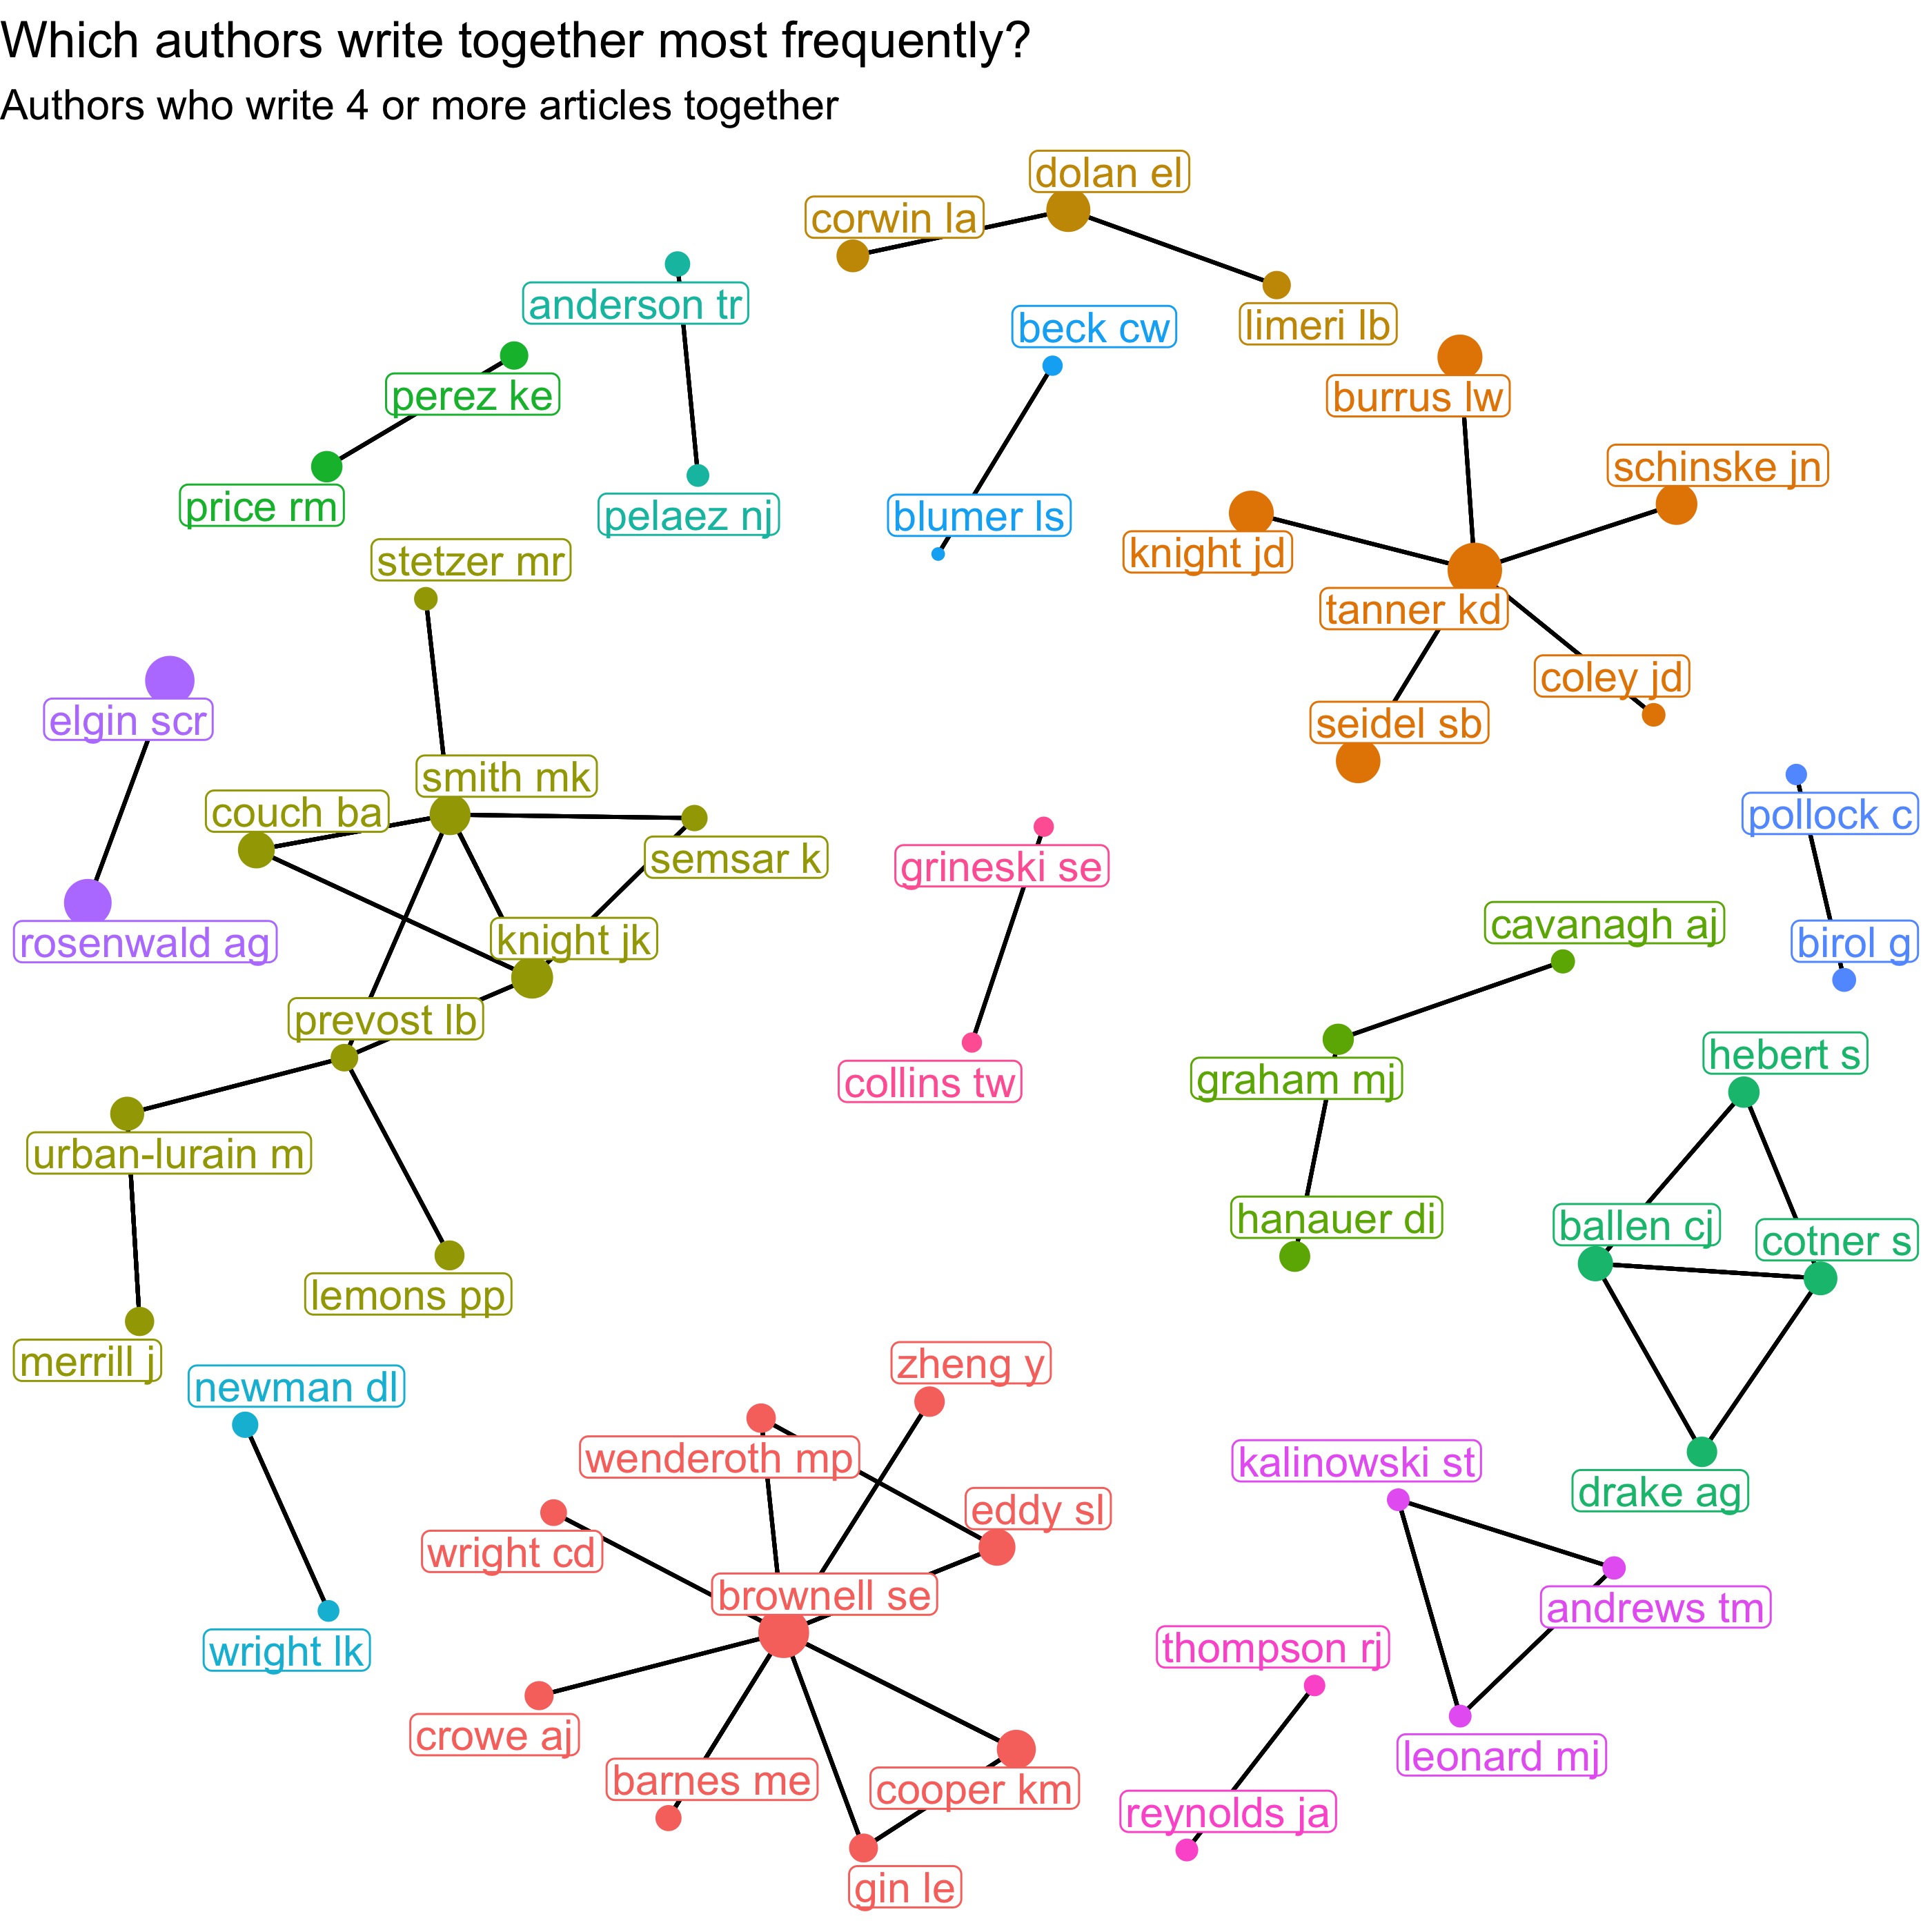 Which authors write together most frequently?
Authors who write 4 or more articles together
dolan el
corwin la
anderson tr
beck cw
limeri lb
perez ke
burrus lw
schinske jn
price rm
pelaez nj
blumer ls
knight jd
stetzer mr
tanner kd
coley jd
elgin scr
seidel sb
smith mk
couch ba
pollock c
semsar k
grineski se
cavanagh aj
rosenwald ag
knight jk
birol g
prevost lb
hebert s
collins tw
graham mj
urban-lurain m
hanauer di
ballen cj
cotner s
lemons pp
merrill j
zheng y
newman dl
wenderoth mp
kalinowski st
drake ag
eddy sl
wright cd
brownell se
andrews tm
wright lk
thompson rj
crowe aj
leonard mj
barnes me
cooper km
reynolds ja
gin le